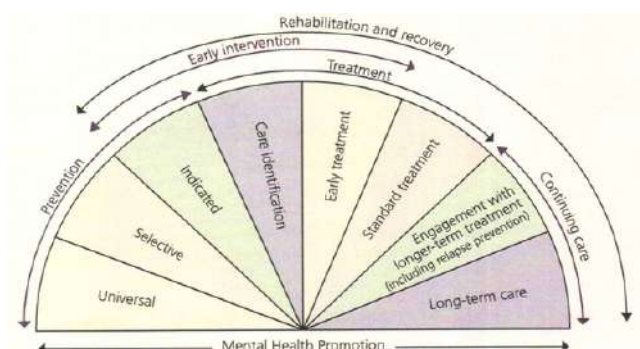 Rehabilitation and recovery
Early intervention
Treatment
Prevention
Continuing care
Universal
Selective
Indicated
Care identification
Early treatment
Standard treatment
Engagement with
longer-term treatment
(including relapse prevention)
Long-term care
Mental Health Promotion